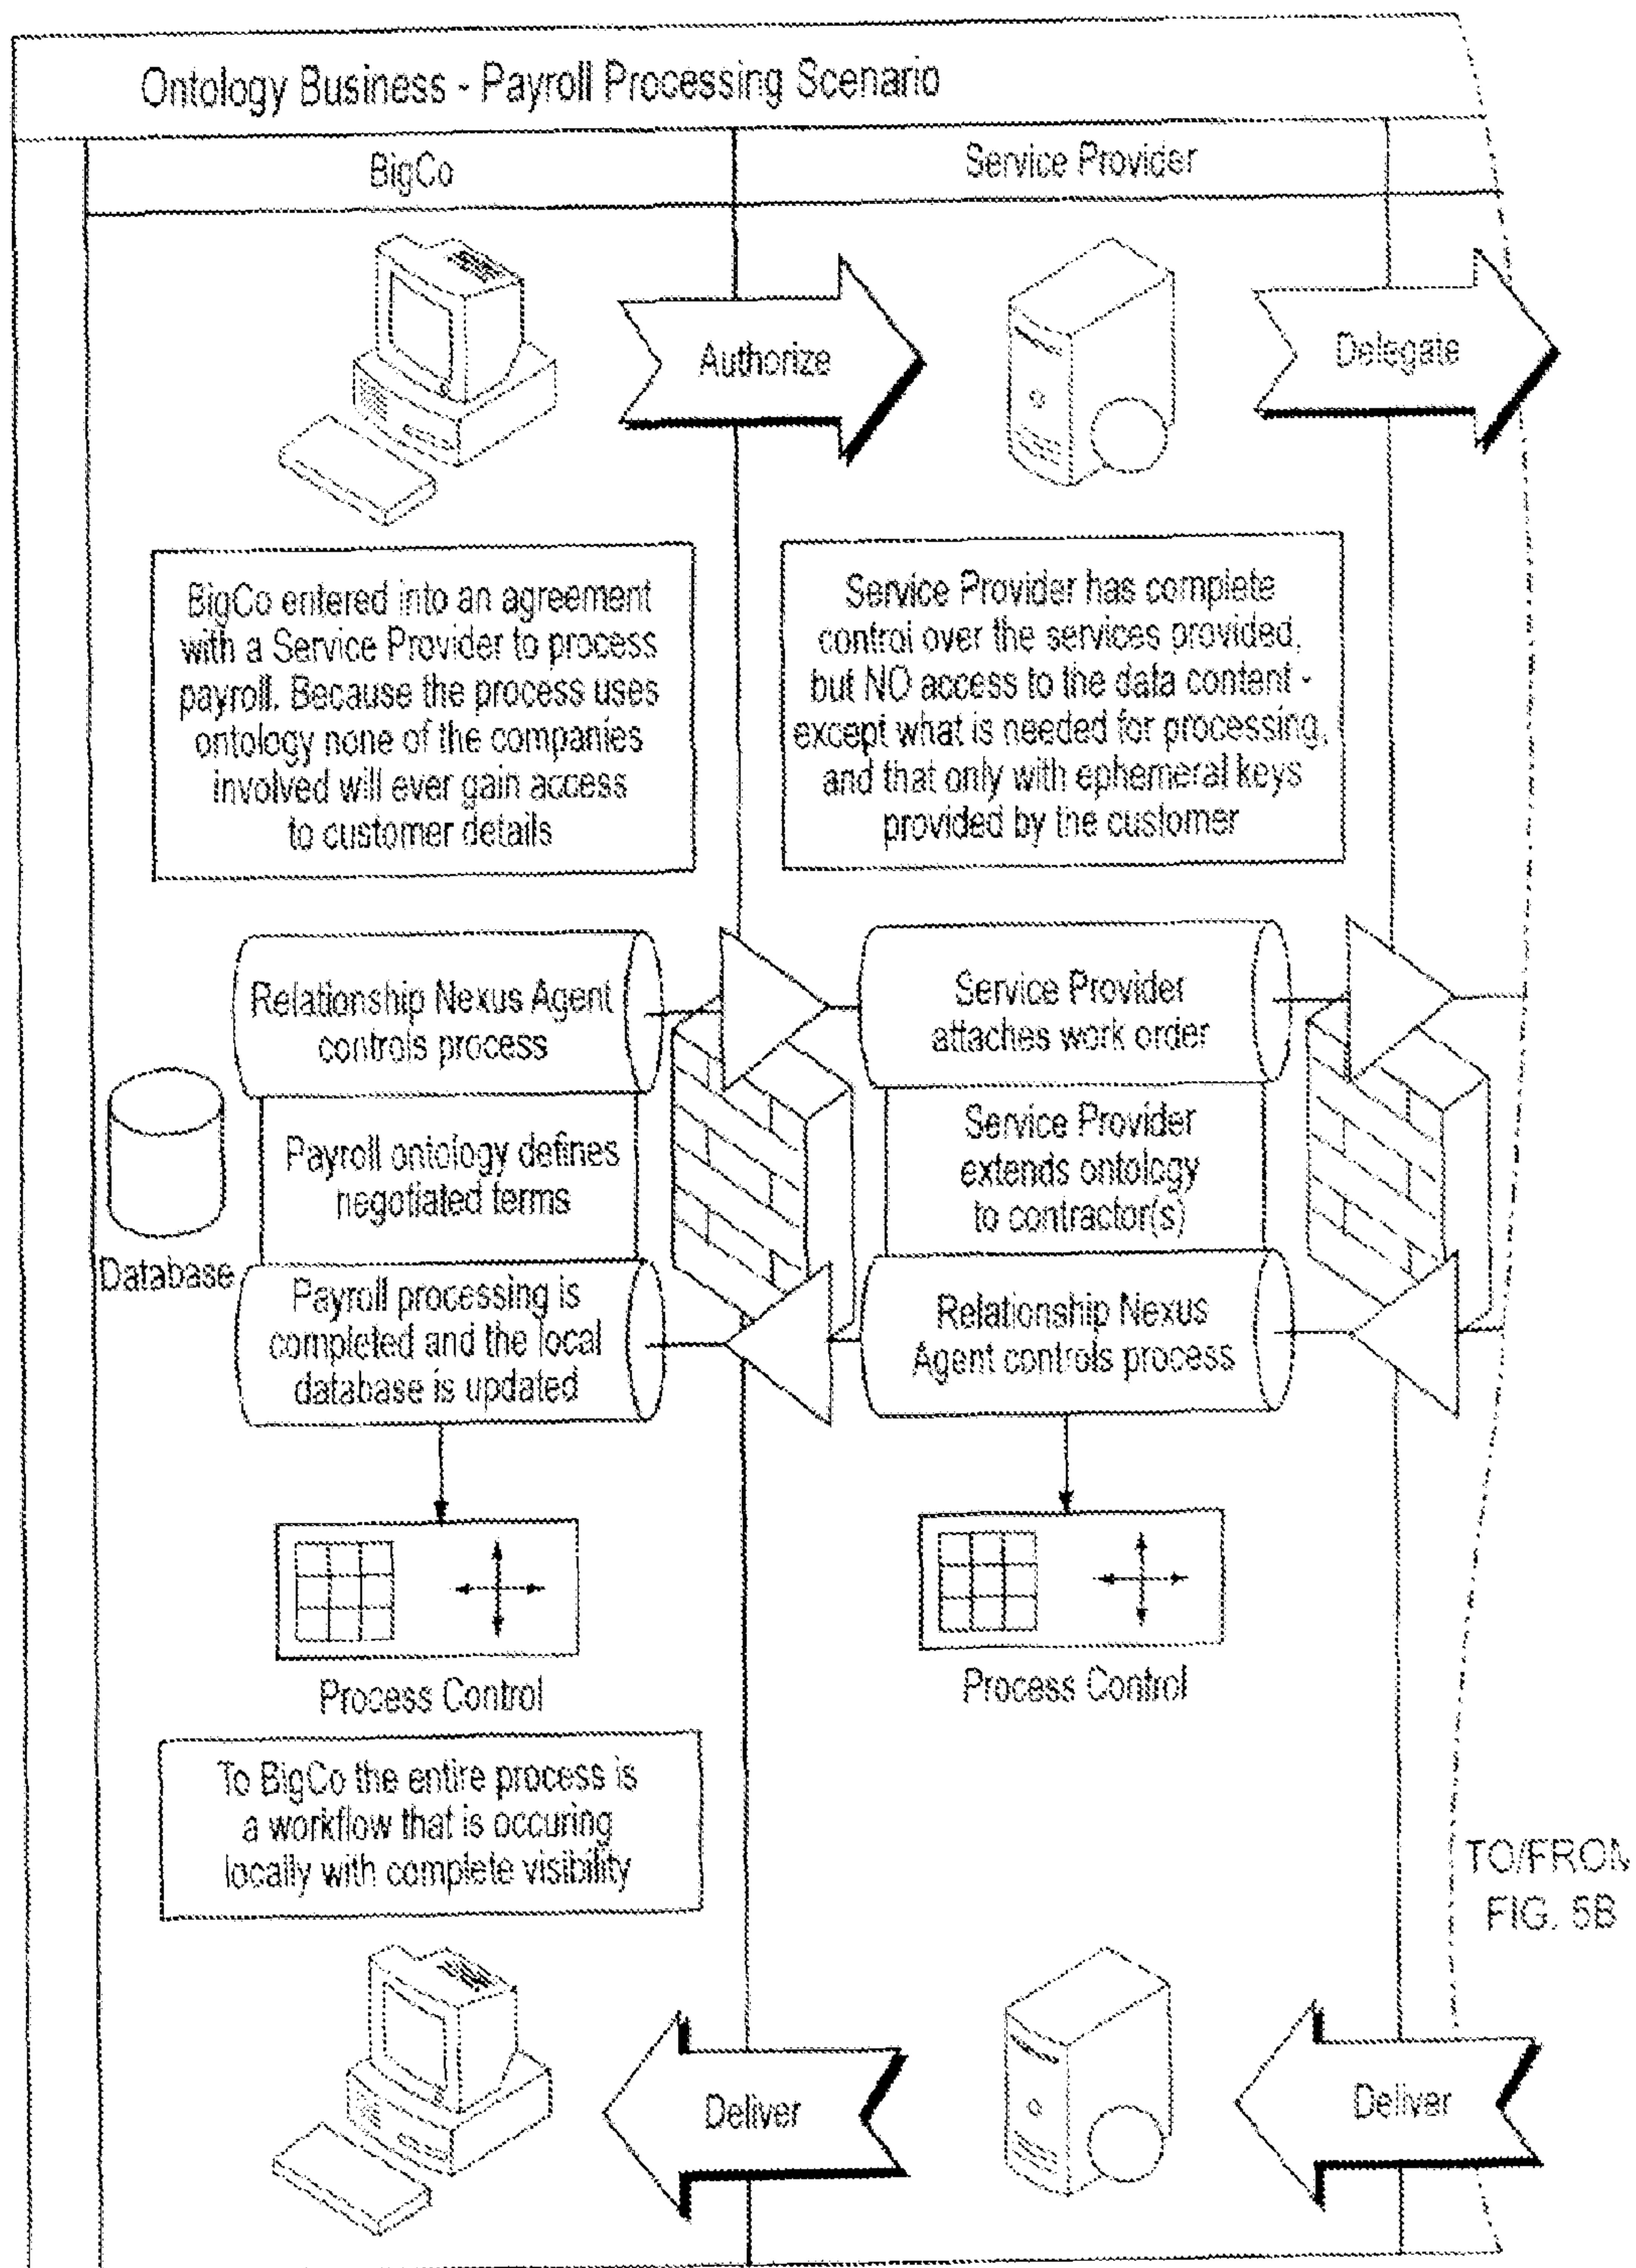 Ontology Business - Payroll Processing Scenario
BigCo
Service Provider
Authorize
Delegate
BigCo entered into an agreement
with a Service Provider to process
payroll. Because the process uses
ontology none of the companies
involved will ever gain access
to customer details
Service Provider has complete
control over the services provided,
but NO access to the data content -
except what is needed for processing,
and that only with ephemeral keys
provided by the customer
Relationship Nexus Agent
controls process
Service Provider
attaches work order
Payroll ontology defines
negotiated terms
Service Provider
extends ontology
to contractor(s)
Database
Payroll processing is
completed and the local
database is updated
Relationship Nexus
Agent controls process
Process Control
Process Control
To BigCo the entire process is
a workflow that is occuring
locally with complete visibility
TO/FROM
FIG. 5B
Deliver
Deliver